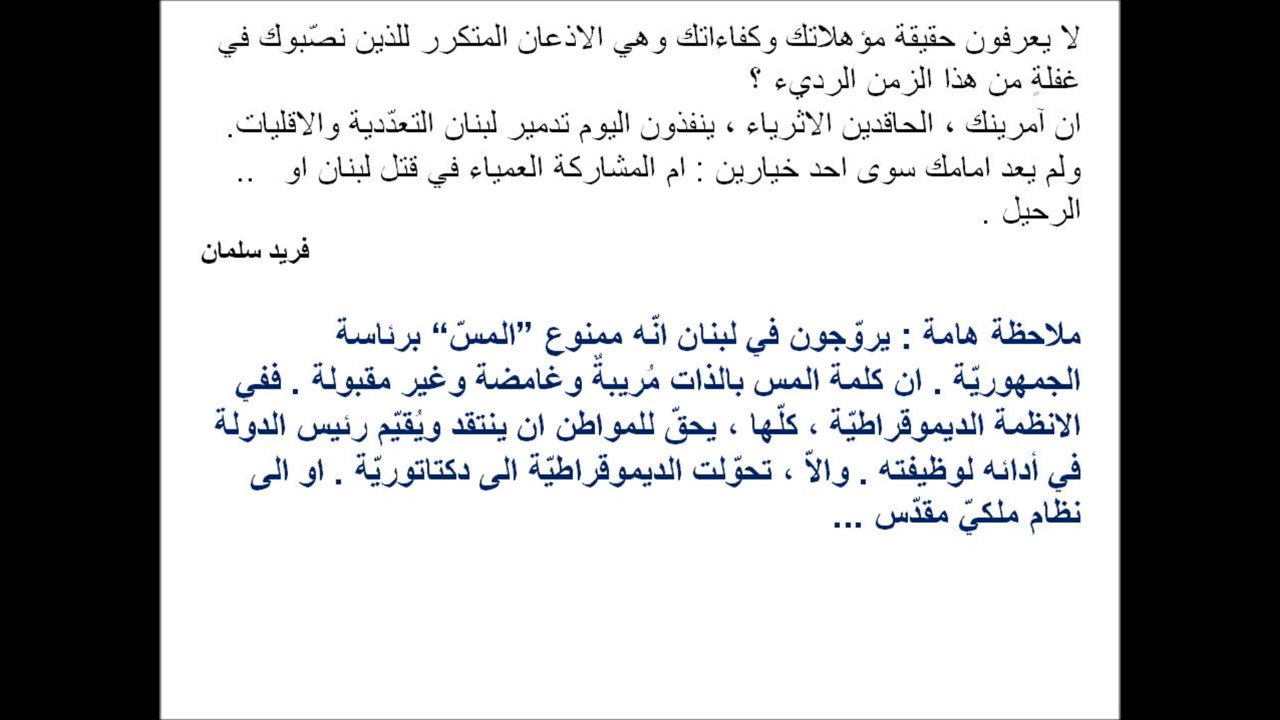 لا يعرفون حقيقة مؤهلاتك وكفاءاتك وهي الاذعان المتكرر للذين نصّبوك في
غفلةٍ من هذا الزمن الرديء ؟
ان آمرينك ، الحاقدين الاثرياء ، ينفذون اليوم تدمير لبنان التعدّدية والاقليات.
ولم يعد امامك سوى احد خيارين : ام المشاركة العمياء في قتل لبنان او ..
الرحيل .
فريد سلمان
ملاحظة هامة : يروّجون في لبنان انّه ممنوع ”المسّ“ برئاسة
الجمهوريّة . ان كلمة المس بالذات مُريبةٌ وغامضة وغير مقبولة . ففي
الانظمة الديموقراطيّة ، كلّها ، يحقّ للمواطن ان ينتقد ويُقيّم رئيس الدولة
في أدائه لوظيفته . والاّ ، تحوّلت الديموقراطيّة الى دكتاتوريّة . او الى
نظام ملكيّ مقدّس ...